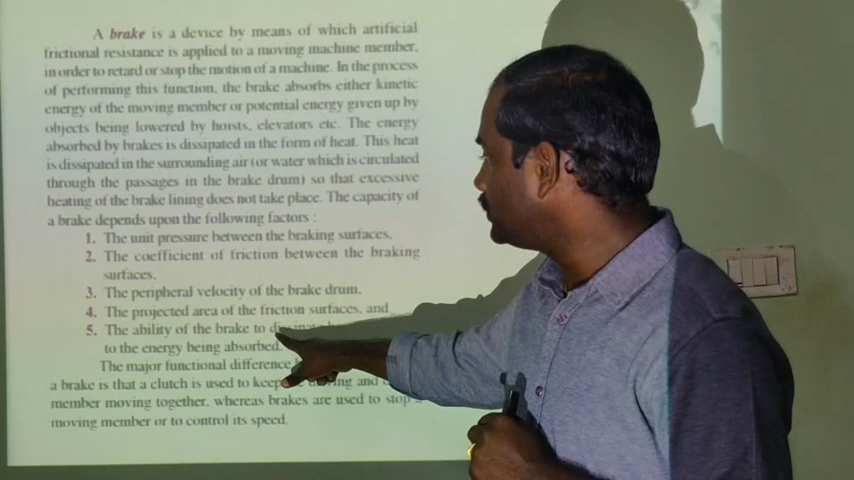 A brake is a device by means of which artificial
frictional resistance is applied to a moving machine member,
in order to retard or stop the motion of a machine. In the process
of performing this function, the brake absorbs either kinetic
energy of the moving member or potential energy given up by
objects being lowered by hoists, elevators etc. The energy
absorbed by brakes is dissipated in the form of heat. This heat
is dissipated in the surrounding air (or water which is circulated
through the passages in the brake drum) so that excessive
heating of the brake lining does not take place. The capacity of
a brake depends upon the following factors :
1. The unit pressure between the braking surfaces,
2. The coefficient of friction between the braking
surfaces,
3. The peripheral velocity of the brake drum,
4. The projected area of the friction surfaces, and
5. The ability of the brake to dissipate
to the energy being absorbed.
The major functional difference
a brake is that a clutch is used to keep moving and
member moving together, whereas brakes are used to stop a
moving member or to control its speed.